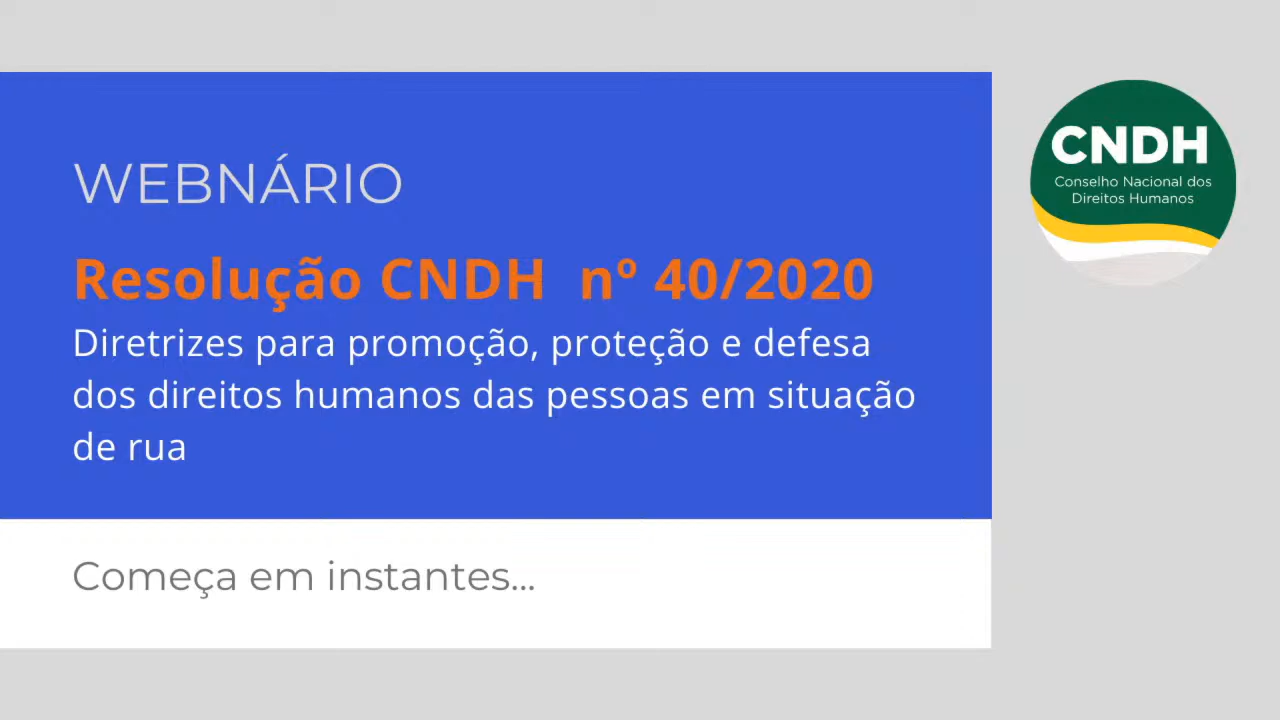 WEBNÁRIO
Resolução CNDH nº 40/2020
Diretrizes para promoção, proteção e defesa
dos direitos humanos das pessoas em situação
de rua
Começa em instantes...
CNDH
Conselho Nacional dos
Direitos Humanos